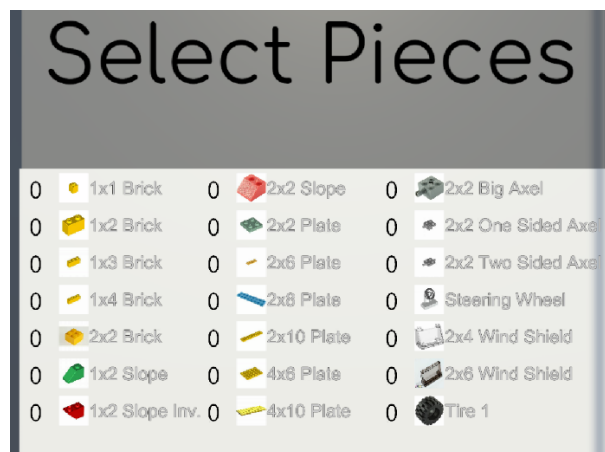 Select Pieces
0 1x1 Brick 0 2x2 Slope 0 2x2 Big Axel
0 1x2 Brick 0 2x2 Plate 0 2x2 One Sided Axel
0 1x3 Brick 0 2x6 Plate 0 2x2 Two Sided Axel
0 1x4 Brick 0 2x8 Plate 0 Steering Wheel
0 2x2 Brick 0 2x10 Plate 0 2x4 Wind Shield
0 1x2 Slope 0 4x6 Plate 0 2x6 Wind Shield
0 1x2 Slope Inv. 0 4x10 Plate 0 Tire 1